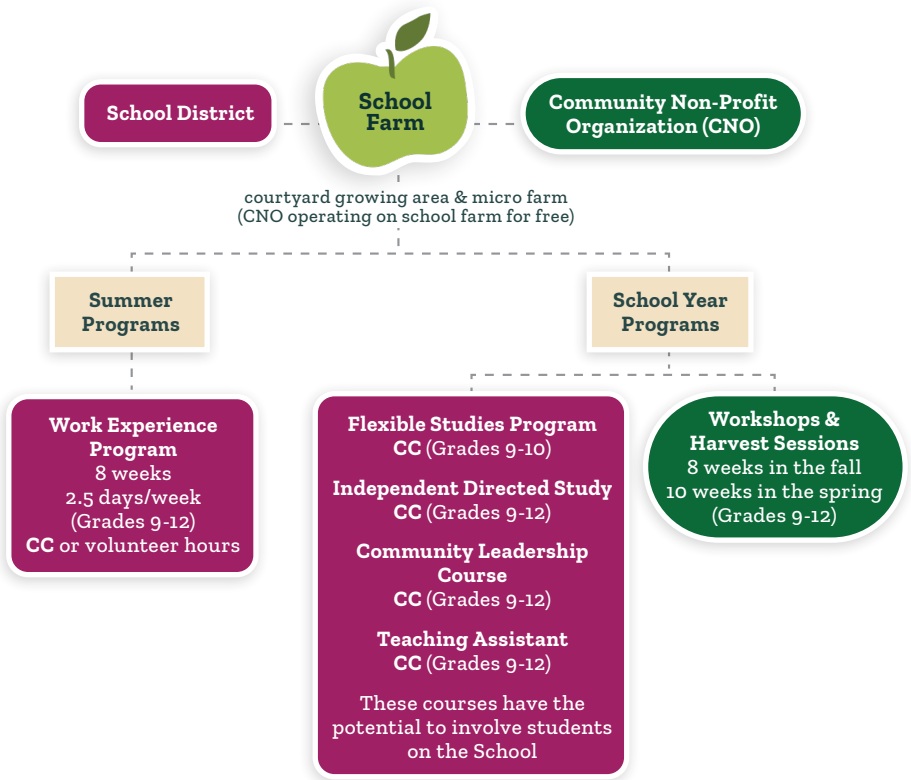 School District
School
Farm
Community Non-Profit
Organization (CNO)
courtyard growing area & micro farm
(CNO operating on school farm for free)
Summer
Programs
School Year
Programs
Work Experience
Program
8 weeks
2.5 days/week
(Grades 9-12)
CC or volunteer hours
Flexible Studies Program
CC (Grades 9-10)
Independent Directed Study
CC (Grades 9-12)
Community Leadership
Course
CC (Grades 9-12)
Teaching Assistant
CC (Grades 9-12)
These courses have the
potential to involve students
on the School
Workshops &
Harvest Sessions
8 weeks in the fall
10 weeks in the spring
(Grades 9-12)